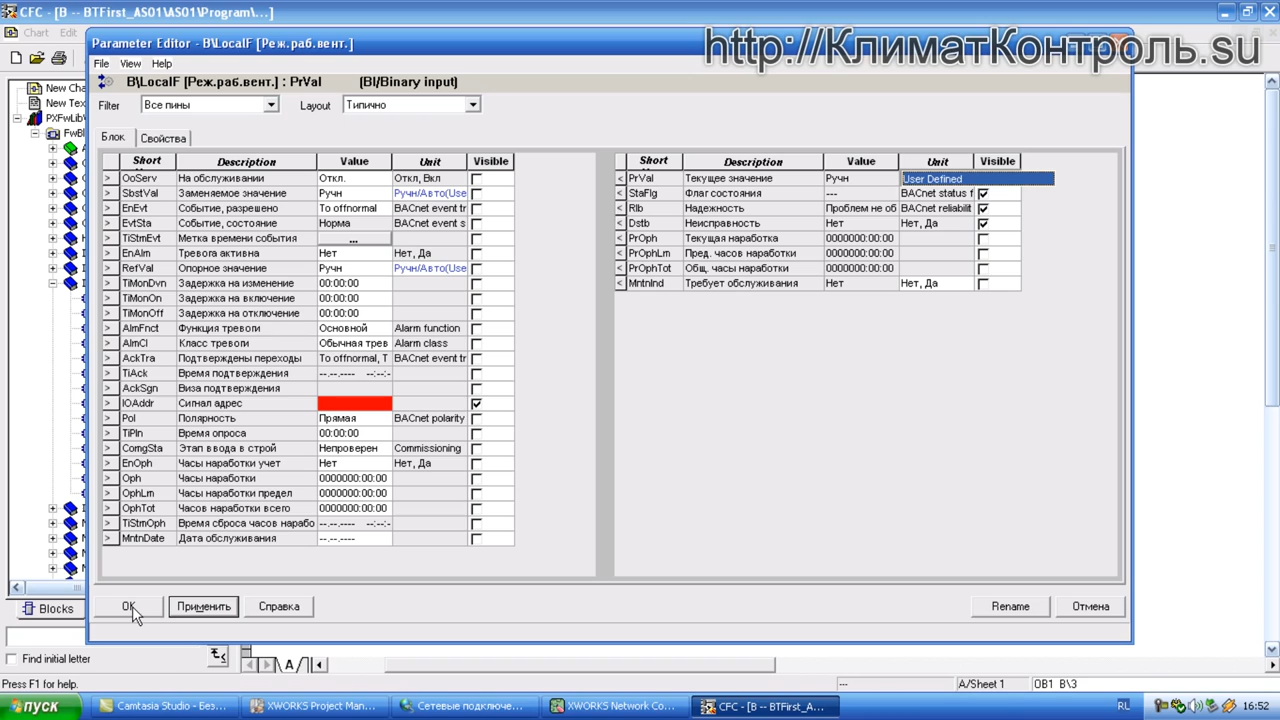 CFC - [B -- BTFirst_AS01\AS01\Program\...]
Chart Edit
http://КлиматКонтроль.su
Parameter Editor - B\LocalF [Реж.раб.вент.]
File View Help
B\LocalF [Реж.раб.вент.] : PrVal (BI/Binary input)
Filter Все пины Layout Типично
Блок Свойства
Short Description Value Unit Visible
> OoServ На обслуживании Откл. Откл, Вкл
> SbstVal Заменяемое значение Ручн Ручн/Авто(Use
> EnEvt Событие, разрешено To offnormal BACnet event tr
> EvtSta Событие, состояние Норма BACnet event s
> TiStmEvt Метка времени события ...
> EnAlm Тревога активна Нет Нет, Да
> RefVal Опорное значение Ручн Ручн/Авто(Use
> TiMonDvn Задержка на изменение 00:00:00
> TiMonOn Задержка на включение 00:00:00
> TiMonOff Задержка на отключение 00:00:00
> AlmFnct Функция тревоги Основной Alarm function
> AlmCl Класс тревоги Обычная трев Alarm class
> AckTra Подтверждены переходы To offnormal, T BACnet event tr
> TiAck Время подтверждения --.--.---- --:--:-
> AckSgn Виза подтверждения
> IOAddr Сигнал адрес
> Pol Полярность Прямая BACnet polarity
> TiPln Время опроса 00:00:00
> ComgSta Этап ввода в строй Непроверен Commissioning
> EnOph Часы наработки учет Нет Нет, Да
> Oph Часы наработки 0000000:00:00
> OphLm Часы наработки предел 0000000:00:00
> OphTot Часов наработки всего 0000000:00:00
> TiStmOph Время сброса часов нарабо --.--.---- --:--:-
> MntnDate Дата обслуживания --.--.----
Short Description Value Unit Visible
< PrVal Текущее значение Ручн User Defined
< StaFlg Флаг состояния --- BACnet status f
< Rlb Надежность Проблем не об BACnet reliabilit
< Dstb Неисправность Нет Нет, Да
< PrOph Текущая наработка 0000000:00:00
< PrOphLm Пред. часов наработки 0000000:00:00
< PrOphTot Общ. часы наработки 0000000:00:00
< MntnInd Требует обслуживания Нет Нет, Да
New Cha
New Tex
PXFwLibV
FwBl
OK Применить Справка Rename Отмена
Blocks
Find initial letter
A
Press F1 for help. --- A/Sheet 1 OB1 B\3
пуск Camtasia Studio - Без... XWORKS Project Man... Сетевые подключе... XWORKS Network Co... CFC - [B -- BTFirst_A... RU 16:52